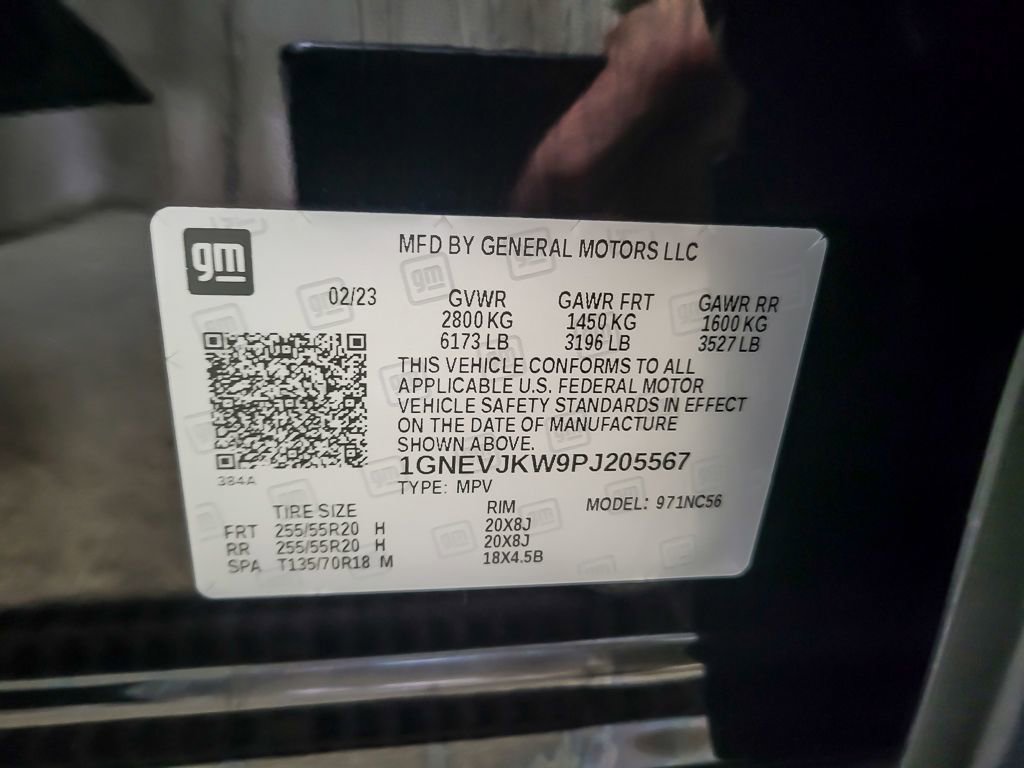 gm
MFD BY GENERAL MOTORS LLC
02/23 GVWR GAWR FRT GAWR RR
2800 KG 1450 KG 1600 KG
6173 LB 3196 LB 3527 LB
THIS VEHICLE CONFORMS TO ALL
APPLICABLE U.S. FEDERAL MOTOR
VEHICLE SAFETY STANDARDS IN EFFECT
ON THE DATE OF MANUFACTURE
SHOWN ABOVE.
1GNEVJKW9PJ205567
384A
TYPE: MPV
TIRE SIZE RIM MODEL: 971NC56
FRT 255/55R20 H 20X8J
RR 255/55R20 H 20X8J
SPA T135/70R18 M 18X4.5B